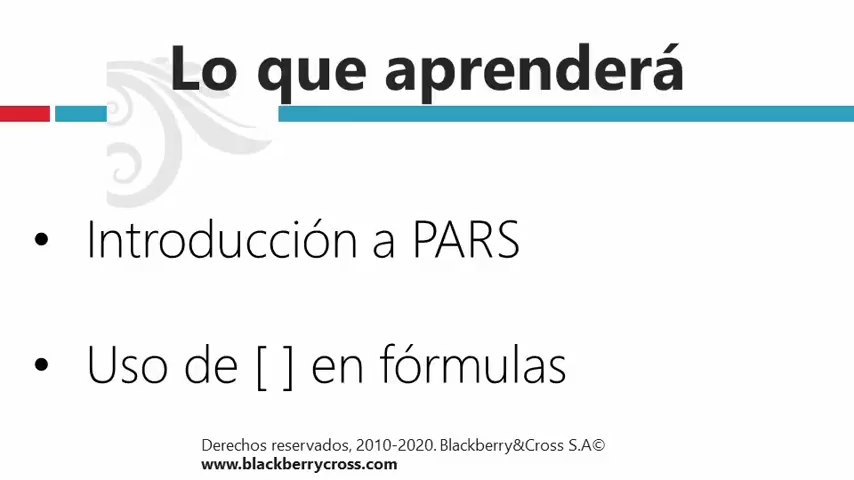 Lo que aprenderá
• Introducción a PARS
• Uso de [ ] en fórmulas
Derechos reservados, 2010-2020. Blackberry&Cross S.A©
www.blackberrycross.com